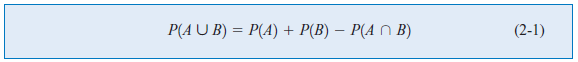 P(A ∪ B) = P(A) + P(B) − P(A ∩ B) (2-1)